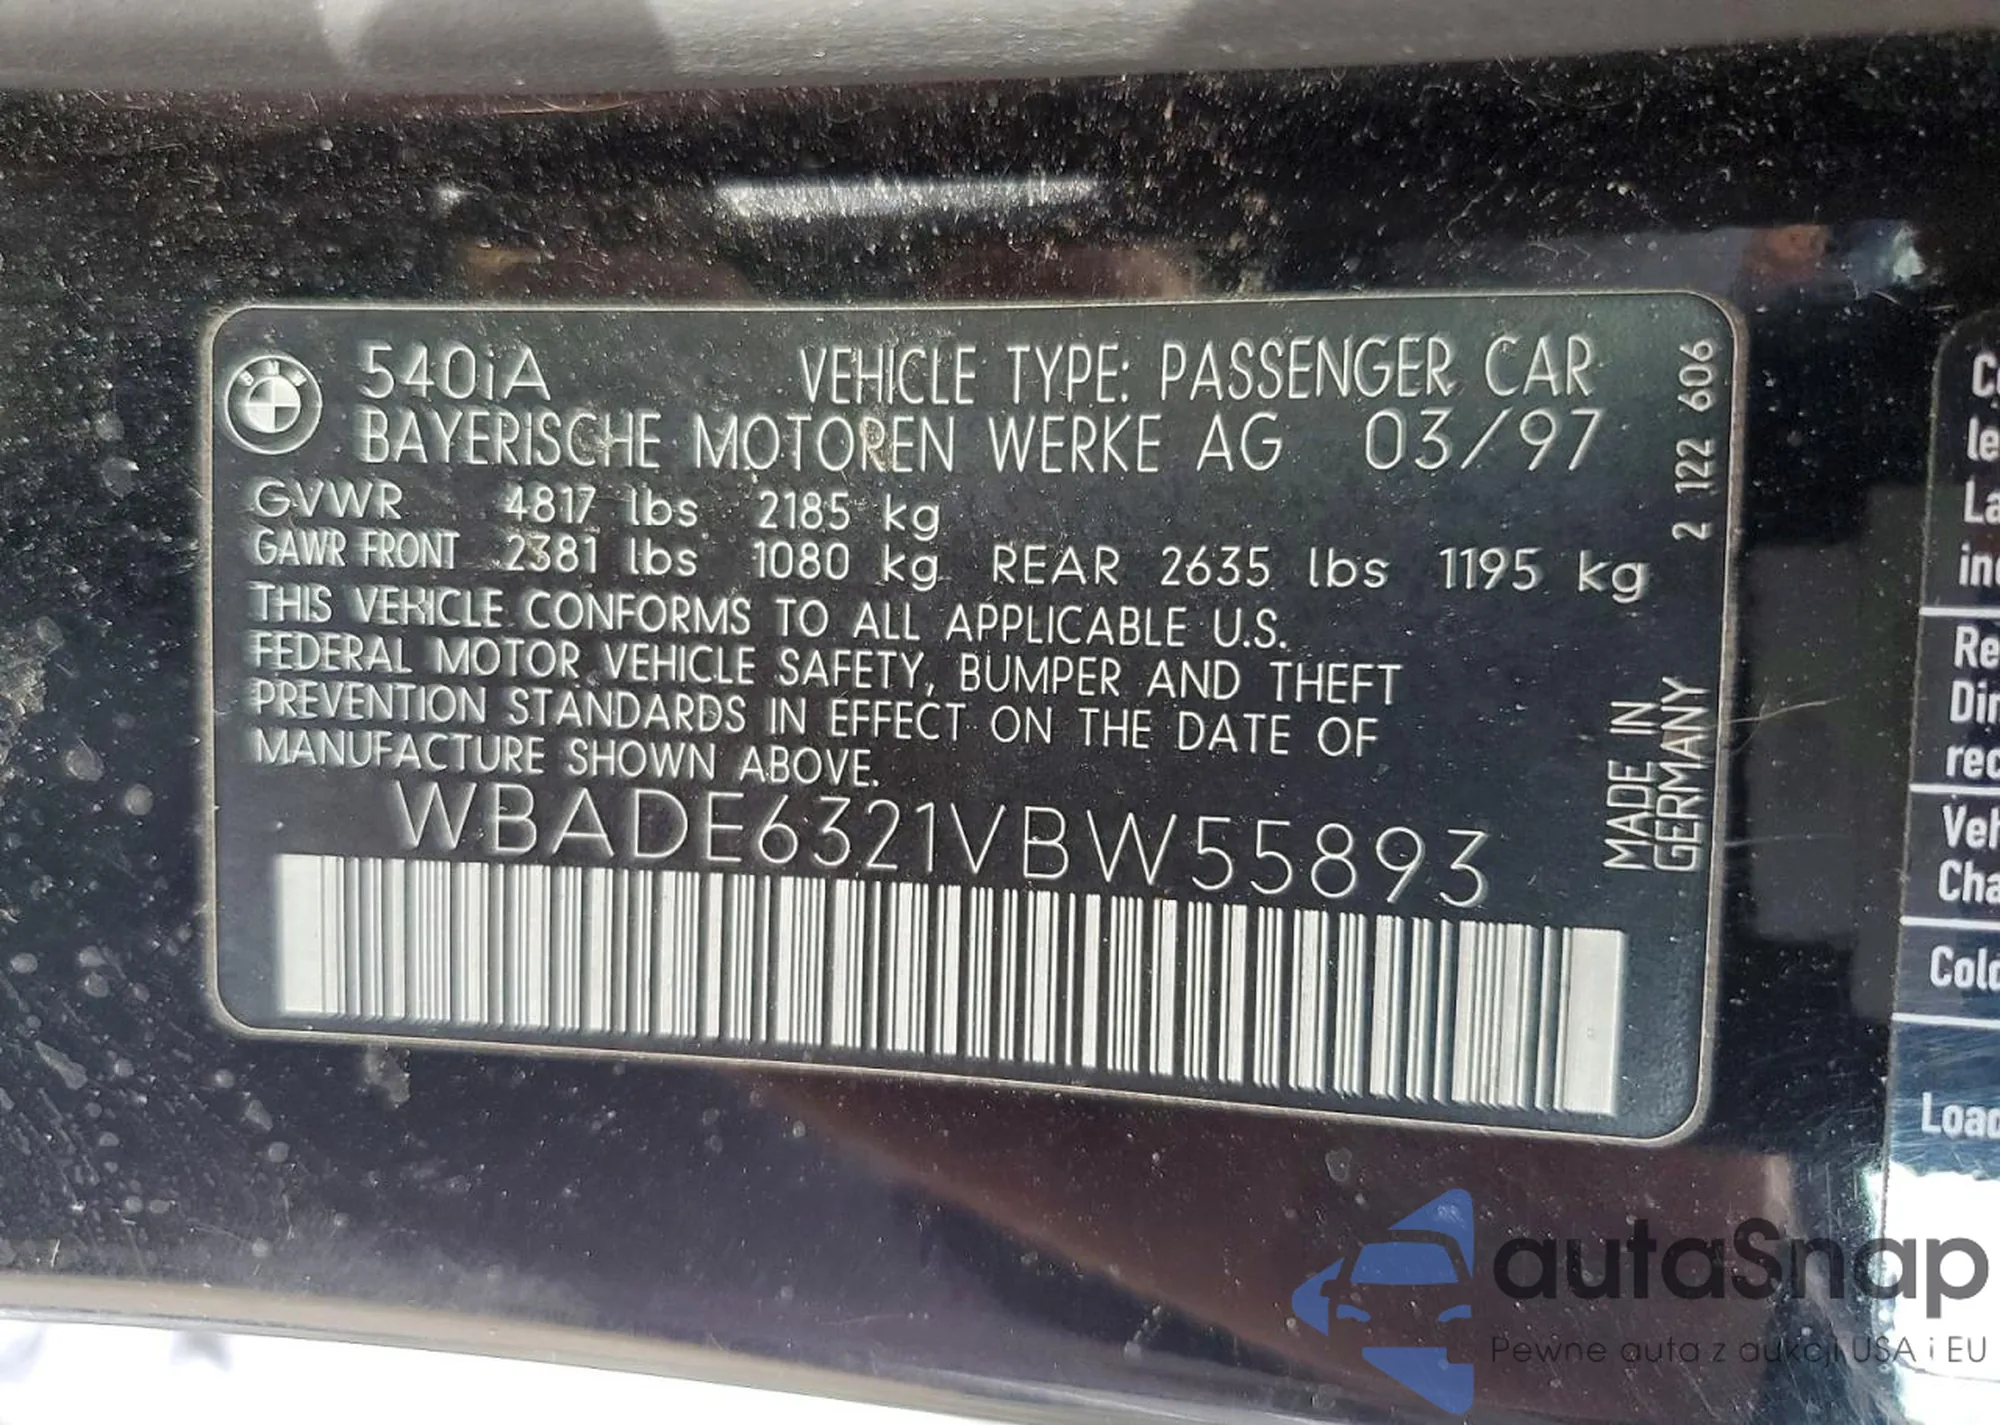 BMW
540iA VEHICLE TYPE: PASSENGER CAR
BAYERISCHE MOTOREN WERKE AG 03/97
GVWR 4817 lbs 2185 kg
GAWR FRONT 2381 lbs 1080 kg REAR 2635 lbs 1195 kg
THIS VEHICLE CONFORMS TO ALL APPLICABLE U.S.
FEDERAL MOTOR VEHICLE SAFETY, BUMPER AND THEFT
PREVENTION STANDARDS IN EFFECT ON THE DATE OF
MANUFACTURE SHOWN ABOVE.
WBADE6321VBW55893
2 122 606
MADE IN
GERMANY
Cold
Load
autaSnap
Pewne auta z aukcji USA i EU